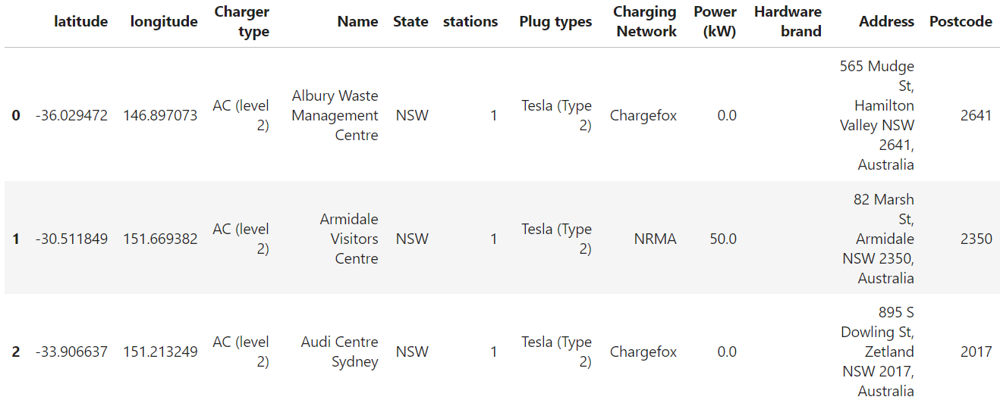 latitude longitude Charger type Name State stations Plug types Charging Network Power (kW) Hardware brand Address Postcode
0 -36.029472 146.897073 AC (level 2) Albury Waste Management Centre NSW 1 Tesla (Type 2) Chargefox 0.0 565 Mudge St, Hamilton Valley NSW 2641, Australia 2641
1 -30.511849 151.669382 AC (level 2) Armidale Visitors Centre NSW 1 Tesla (Type 2) NRMA 50.0 82 Marsh St, Armidale NSW 2350, Australia 2350
2 -33.906637 151.213249 AC (level 2) Audi Centre Sydney NSW 1 Tesla (Type 2) Chargefox 0.0 895 S Dowling St, Zetland NSW 2017, Australia 2017